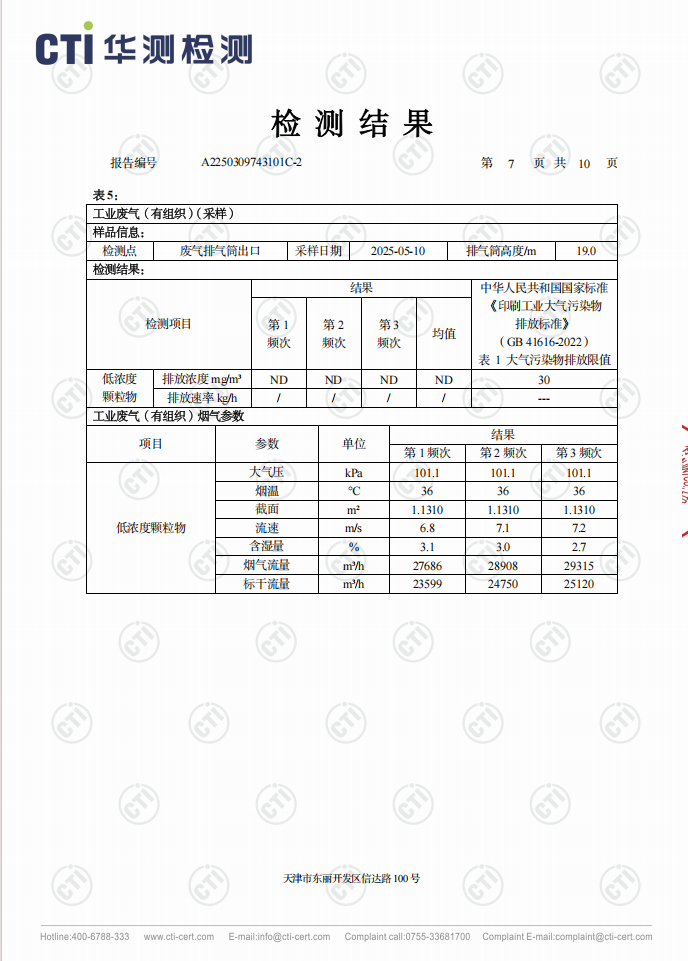 CTI 华测检测
检 测 结 果
报告编号 A2250309743101C-2 第 7 页 共 10 页
表 5:
工业废气（有组织）（采样）
样品信息:
检测点 废气排气筒出口 采样日期 2025-05-10 排气筒高度/m 19.0
检测结果:
检测项目 结果 中华人民共和国国家标准
《印刷工业大气污染物
排放标准》
（GB 41616-2022）
表 1 大气污染物排放限值
第 1 频次 第 2 频次 第 3 频次 均值
低浓度颗粒物 排放浓度 mg/m³ ND ND ND ND 30
排放速率 kg/h / / / / ---
工业废气（有组织）烟气参数
项目 参数 单位 结果
第 1 频次 第 2 频次 第 3 频次
低浓度颗粒物 大气压 kPa 101.1 101.1 101.1
烟温 ℃ 36 36 36
截面 m² 1.1310 1.1310 1.1310
流速 m/s 6.8 7.1 7.2
含湿量 % 3.1 3.0 2.7
烟气流量 m³/h 27686 28908 29315
标干流量 m³/h 23599 24750 25120
天津市东丽开发区信达路 100 号
Hotline:400-6788-333 www.cti-cert.com E-mail:info@cti-cert.com Complaint call:0755-33681700 Complaint E-mail:complaint@cti-cert.com